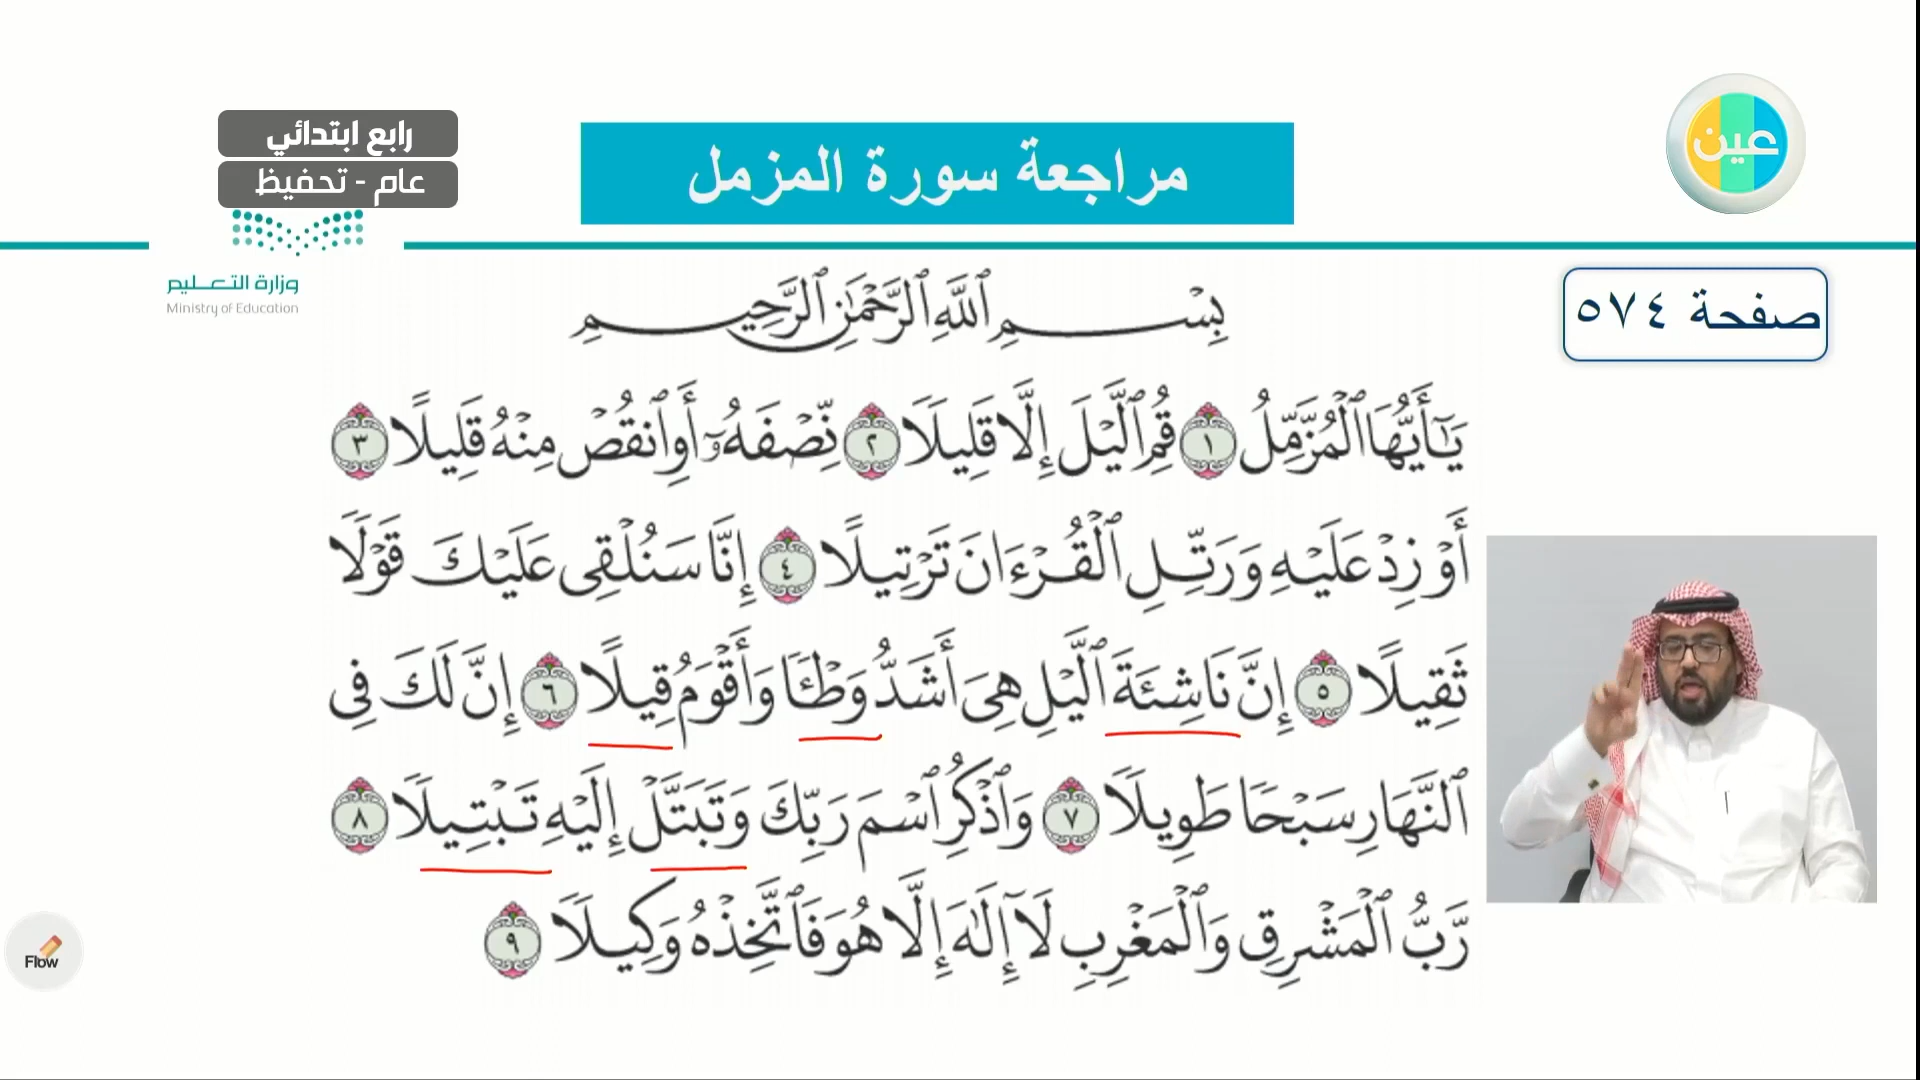 رابع ابتدائي
عام - تحفيظ
مراجعة سورة المزمل
عين
وزارة التعليم
Ministry of Education
صفحة ٥٧٤
بِسْمِ ٱللَّهِ ٱلرَّحْمَٰنِ ٱلرَّحِيمِ
يَٰٓأَيُّهَا ٱلْمُزَّمِّلُ ١ قُمِ ٱلَّيْلَ إِلَّا قَلِيلًا ٢ نِّصْفَهُۥٓ أَوِ ٱنقُصْ مِنْهُ قَلِيلًا ٣
أَوْ زِدْ عَلَيْهِ وَرَتِّلِ ٱلْقُرْءَانَ تَرْتِيلًا ٤ إِنَّا سَنُلْقِى عَلَيْكَ قَوْلًا
ثَقِيلًا ٥ إِنَّ نَاشِئَةَ ٱلَّيْلِ هِىَ أَشَدُّ وَطْـًٔا وَأَقْوَمُ قِيلًا ٦ إِنَّ لَكَ فِى
ٱلنَّهَارِ سَبْحًا طَوِيلًا ٧ وَٱذْكُرِ ٱسْمَ رَبِّكَ وَتَبَتَّلْ إِلَيْهِ تَبْتِيلًا ٨
رَّبُّ ٱلْمَشْرِقِ وَٱلْمَغْرِبِ لَآ إِلَٰهَ إِلَّا هُوَ فَٱتَّخِذْهُ وَكِيلًا ٩
Flow